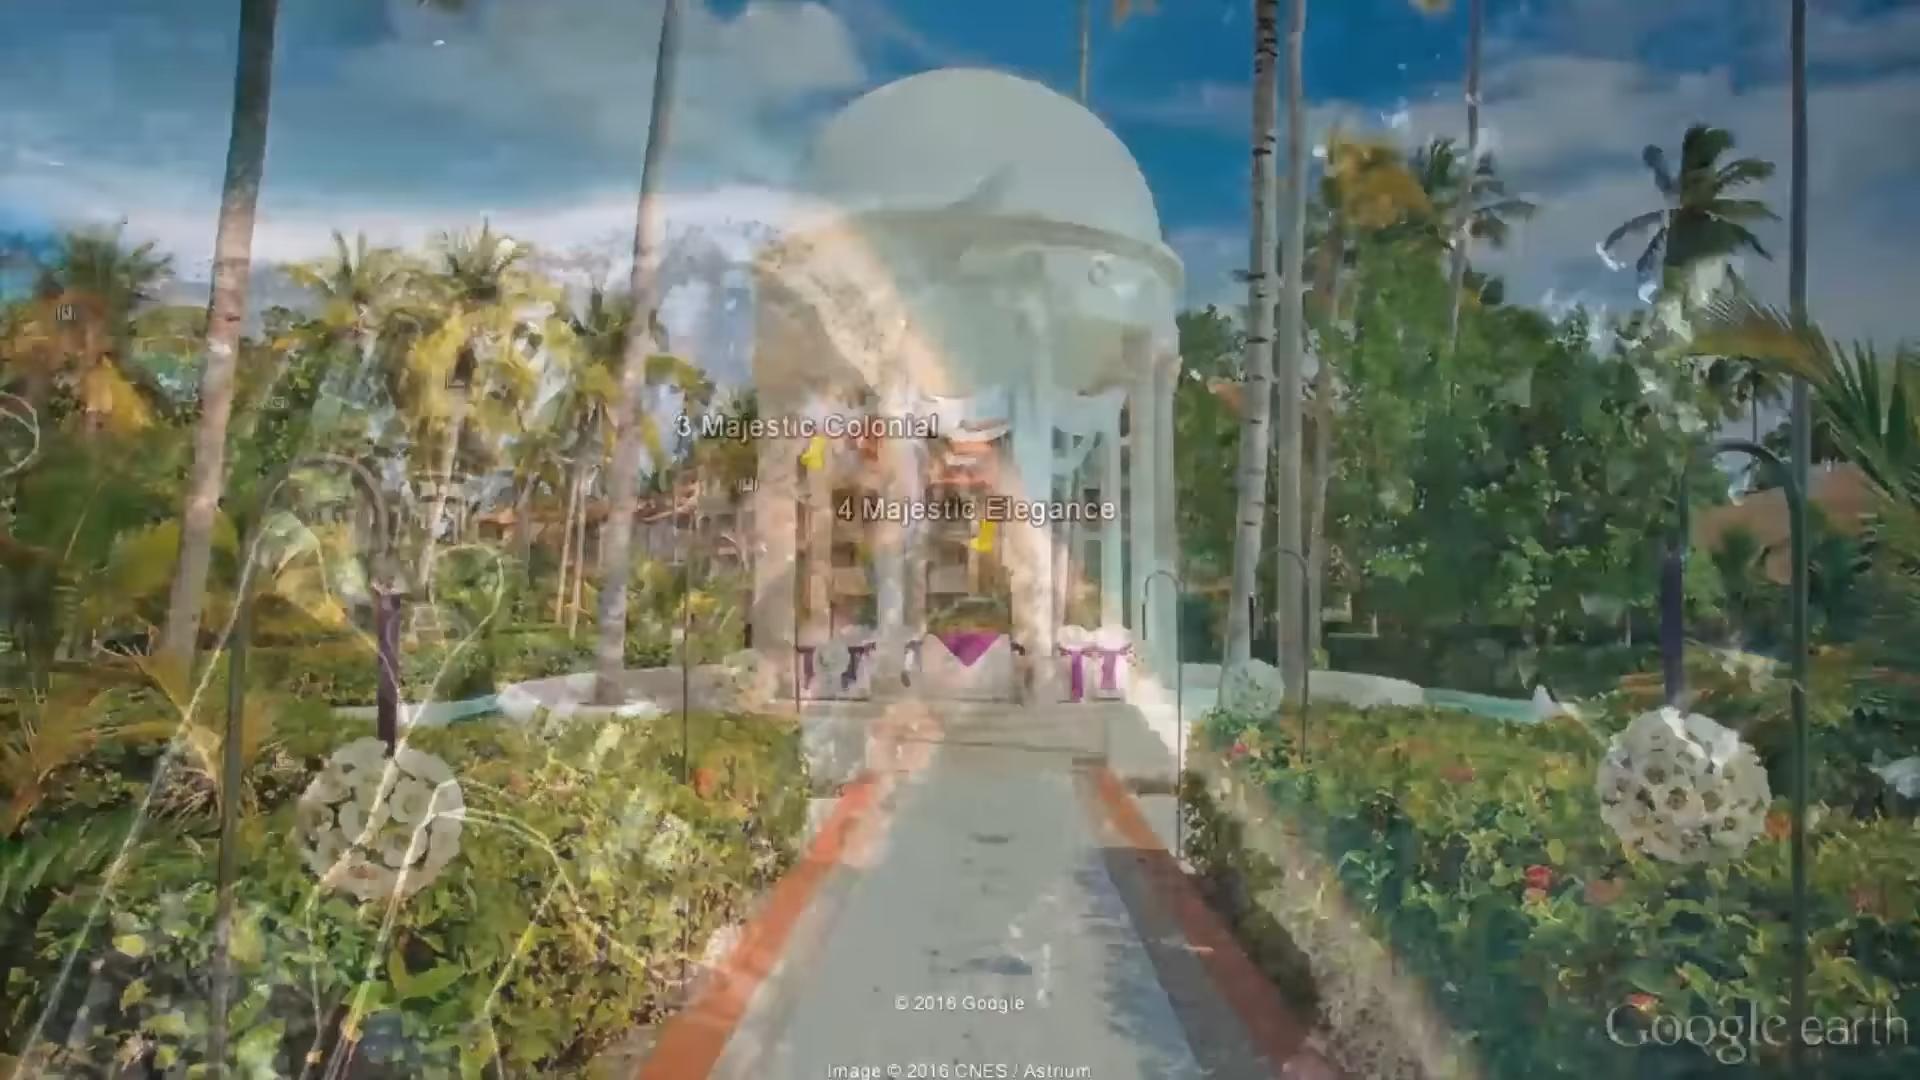 3 Majestic Colonial
4 Majestic Elegance
© 2016 Google
Google earth
Image © 2016 CNES / Astrium